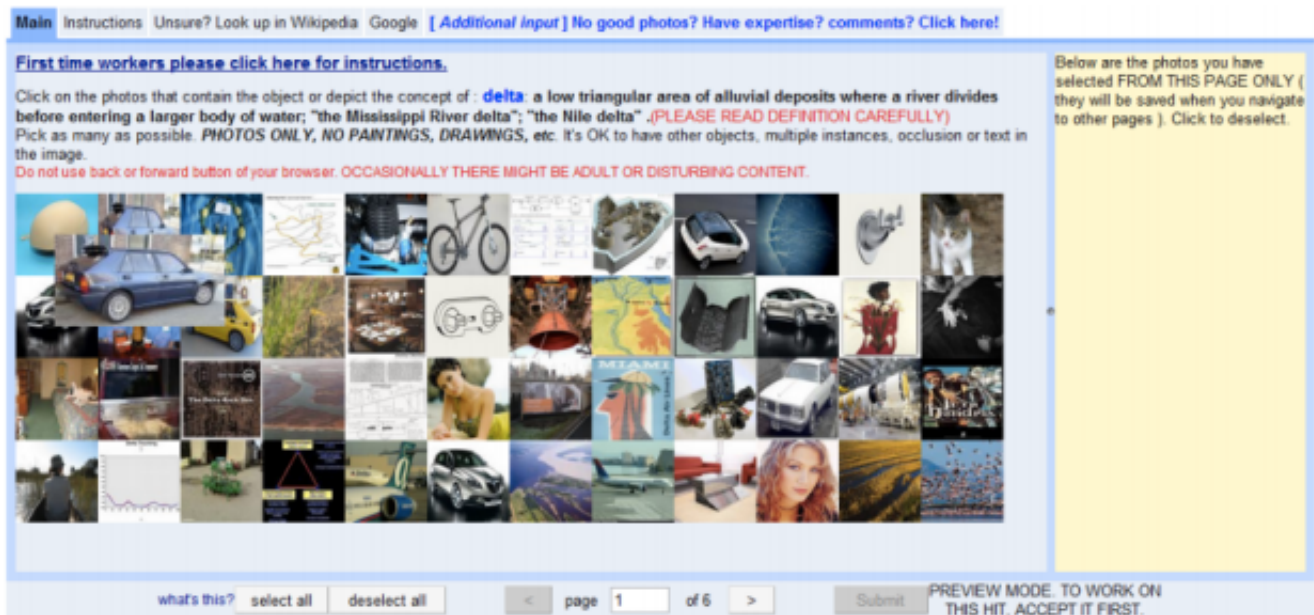 Main Instructions Unsure? Look up in Wikipedia Google [ Additional input ] No good photos? Have expertise? comments? Click here!
First time workers please click here for instructions.
Click on the photos that contain the object or depict the concept of : delta: a low triangular area of alluvial deposits where a river divides
before entering a larger body of water; "the Mississippi River delta"; "the Nile delta" .(PLEASE READ DEFINITION CAREFULLY)
Pick as many as possible. PHOTOS ONLY, NO PAINTINGS, DRAWINGS, etc. It's OK to have other objects, multiple instances, occlusion or text in
the image.
Do not use back or forward button of your browser. OCCASIONALLY THERE MIGHT BE ADULT OR DISTURBING CONTENT.
Below are the photos you have
selected FROM THIS PAGE ONLY (
they will be saved when you navigate
to other pages ). Click to deselect.
MIAMI
what's this? select all deselect all < page 1 of 6 > Submit
PREVIEW MODE. TO WORK ON
THIS HIT, ACCEPT IT FIRST.